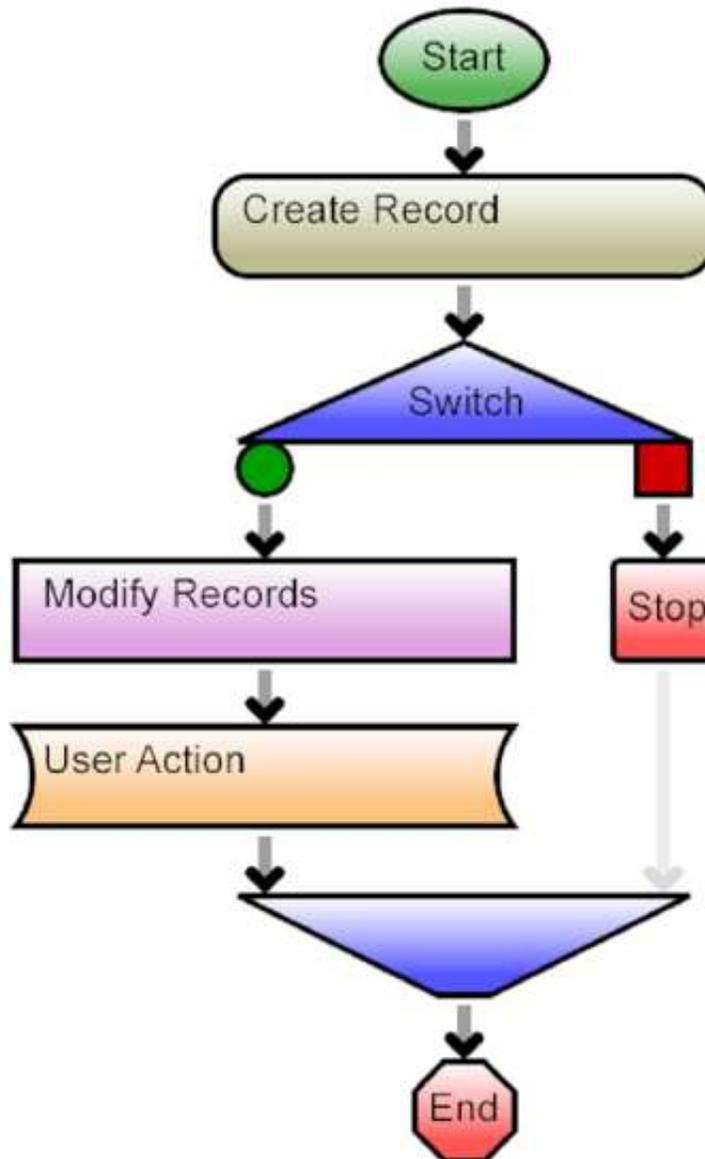 Start
Create Record
Switch
Modify Records
Stop
User Action
End